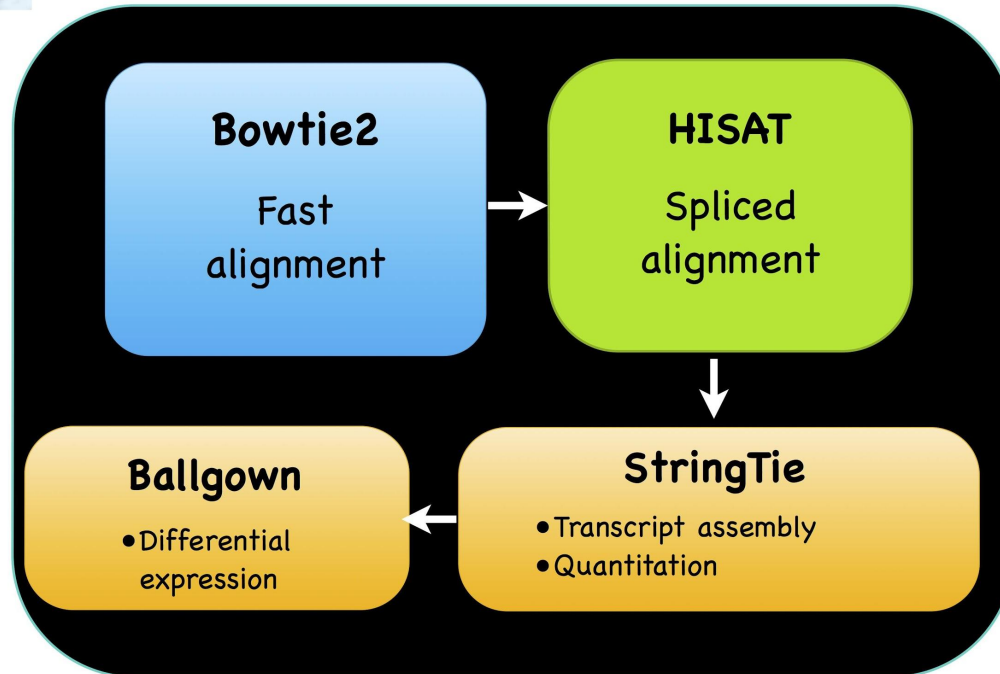 Bowtie2
Fast
alignment
HISAT
Spliced
alignment
StringTie
•Transcript assembly
•Quantitation
Ballgown
•Differential
expression